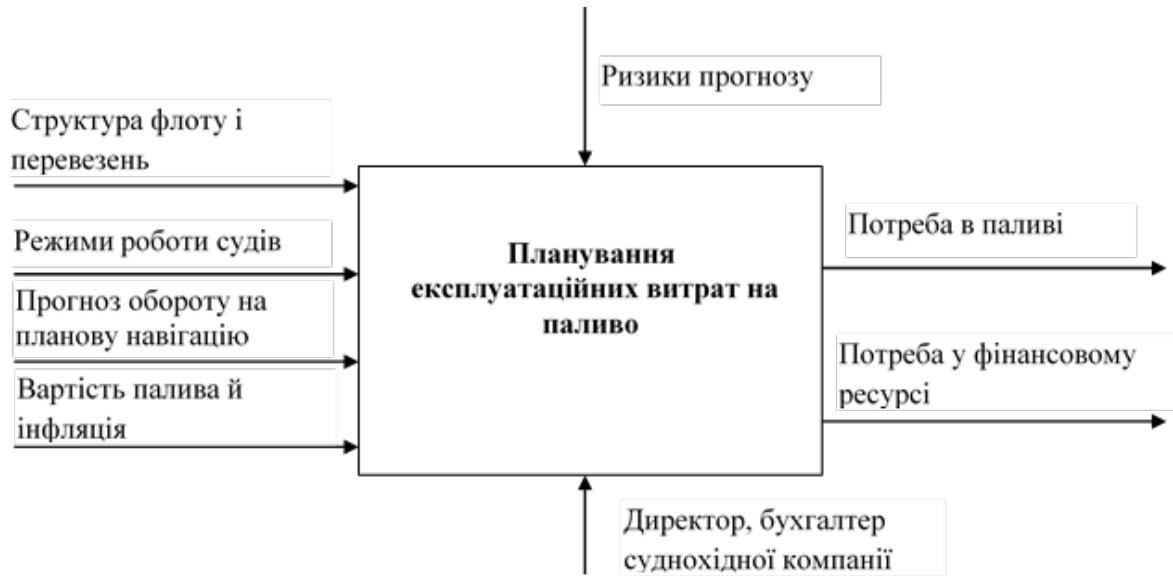 Ризики прогнозу
Структура флоту і
перевезень
Режими роботи судів
Прогноз обороту на
планову навігацію
Вартість палива й
інфляція
Планування
експлуатаційних витрат на
паливо
Потреба в паливі
Потреба у фінансовому
ресурсі
Директор, бухгалтер
суднохідної компанії